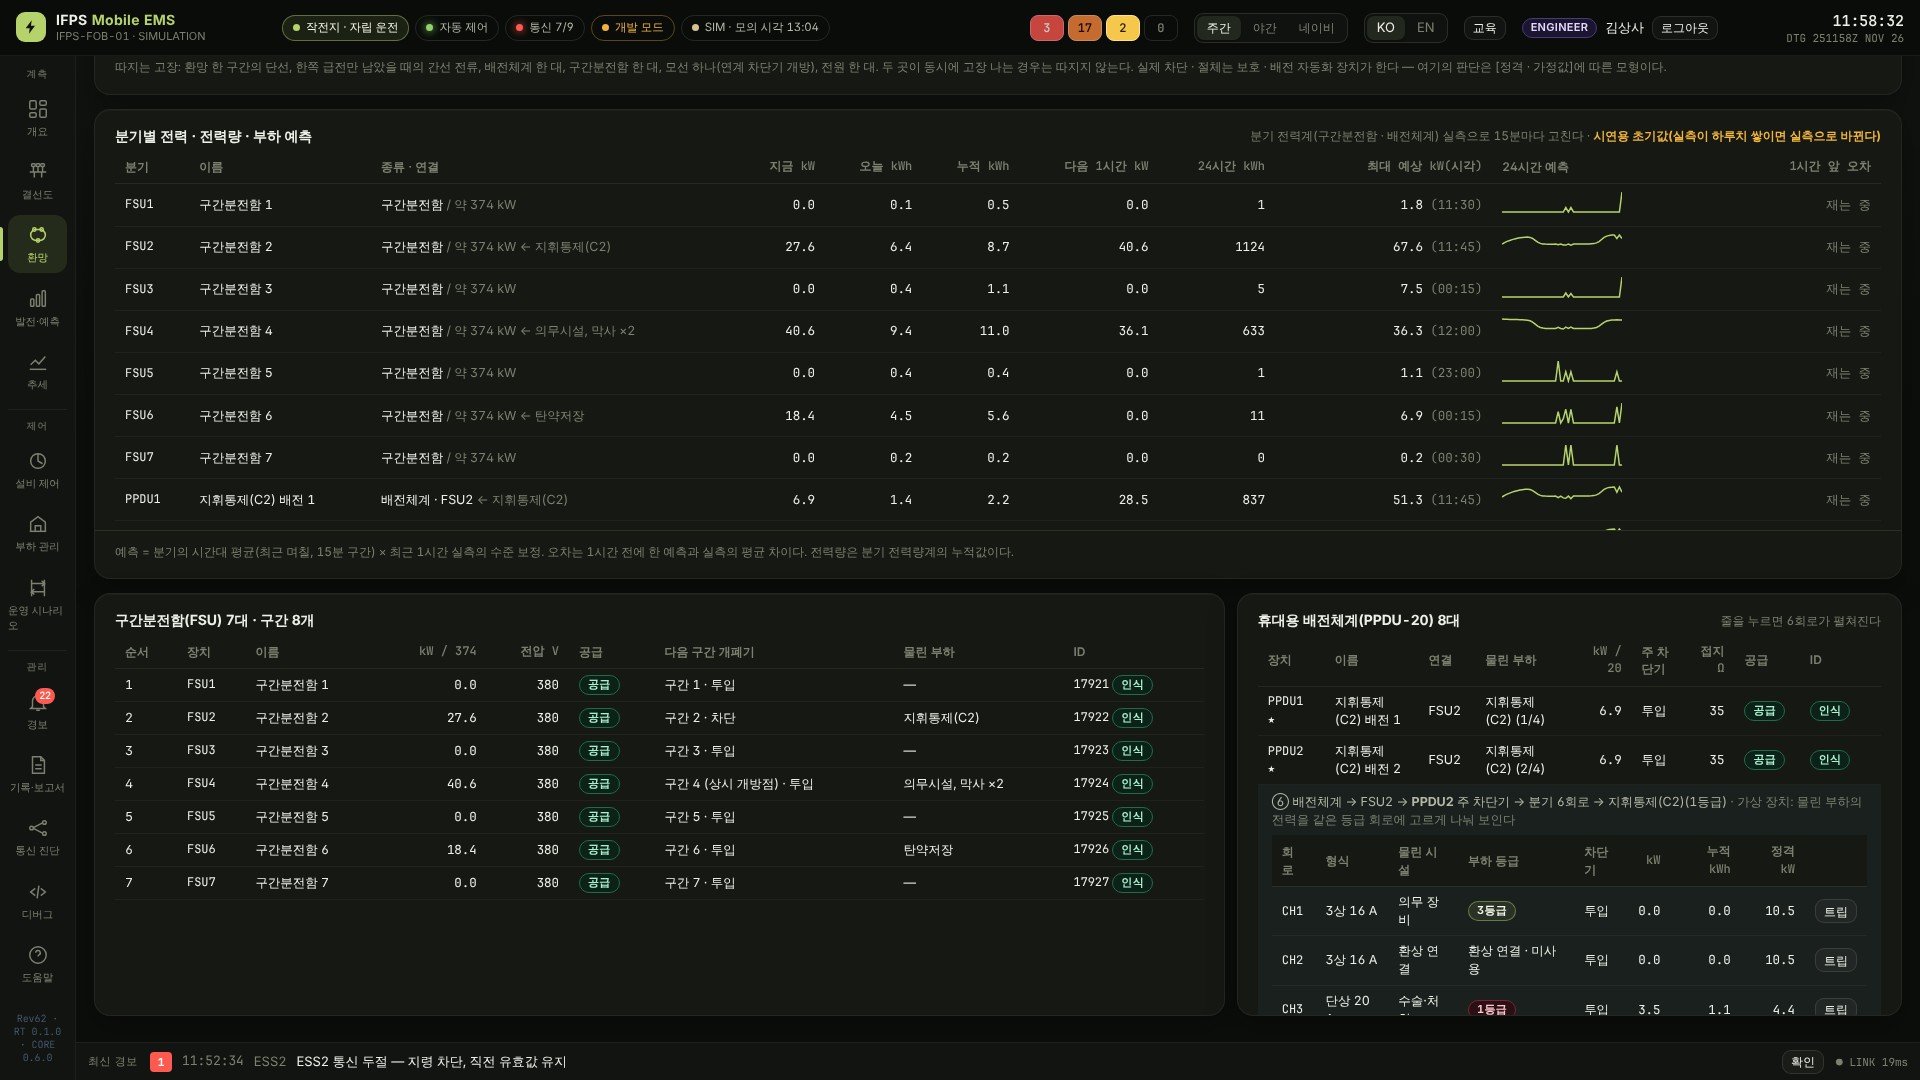 IFPS Mobile EMS
IFPS-FOB-01 · SIMULATION
작전지 · 자립 운전
자동 제어
통신 7/9
개발 모드
SIM · 모의 시각 13:04
3
17
2
0
주간
야간
네이비
KO
EN
교육
ENGINEER
김상사
로그아웃
11:58:32
DTG 251158Z NOV 26
계측
개요
결선도
환망
발전·예측
추세
제어
설비 제어
부하 관리
운영 시나리
오
관리
22
경보
기록·보고서
통신 진단
디버그
도움말
Rev62 ·
RT 0.1.0
· CORE
0.6.0
따지는 고장: 환망 한 구간의 단선, 한쪽 급전만 남았을 때의 간선 전류, 배전체계 한 대, 구간분전함 한 대, 모선 하나(연계 차단기 개방), 전원 한 대. 두 곳이 동시에 고장 나는 경우는 따지지 않는다. 실제 차단 · 절체는 보호 · 배전 자동화 장치가 한다 — 여기의 판단은 [정격 · 가정값]에 따른 모형이다.
분기별 전력 · 전력량 · 부하 예측
분기 전력계(구간분전함 · 배전체계) 실측으로 15분마다 고친다 · 시연용 초기값(실측이 하루치 쌓이면 실측으로 바뀐다)
분기 이름 종류 · 연결 지금 kW 오늘 kWh 누적 kWh 다음 1시간 kW 24시간 kWh 최대 예상 kW(시각) 24시간 예측 1시간 앞 오차
FSU1 구간분전함 1 구간분전함 / 약 374 kW 0.0 0.1 0.5 0.0 1 1.8 (11:30) 재는 중
FSU2 구간분전함 2 구간분전함 / 약 374 kW ← 지휘통제(C2) 27.6 6.4 8.7 40.6 1124 67.6 (11:45) 재는 중
FSU3 구간분전함 3 구간분전함 / 약 374 kW 0.0 0.4 1.1 0.0 5 7.5 (00:15) 재는 중
FSU4 구간분전함 4 구간분전함 / 약 374 kW ← 의무시설, 막사 ×2 40.6 9.4 11.0 36.1 633 36.3 (12:00) 재는 중
FSU5 구간분전함 5 구간분전함 / 약 374 kW 0.0 0.4 0.4 0.0 1 1.1 (23:00) 재는 중
FSU6 구간분전함 6 구간분전함 / 약 374 kW ← 탄약저장 18.4 4.5 5.6 0.0 11 6.9 (00:15) 재는 중
FSU7 구간분전함 7 구간분전함 / 약 374 kW 0.0 0.2 0.2 0.0 0 0.2 (00:30) 재는 중
PPDU1 지휘통제(C2) 배전 1 배전체계 · FSU2 ← 지휘통제(C2) 6.9 1.4 2.2 28.5 837 51.3 (11:45) 재는 중
예측 = 분기의 시간대 평균(최근 며칠, 15분 구간) × 최근 1시간 실측의 수준 보정. 오차는 1시간 전에 한 예측과 실측의 평균 차이다. 전력량은 분기 전력량계의 누적값이다.
구간분전함(FSU) 7대 · 구간 8개
순서 장치 이름 kW / 374 전압 V 공급 다음 구간 개폐기 물린 부하 ID
1 FSU1 구간분전함 1 0.0 380 공급 구간 1 · 투입 — 17921 인식
2 FSU2 구간분전함 2 27.6 380 공급 구간 2 · 차단 지휘통제(C2) 17922 인식
3 FSU3 구간분전함 3 0.0 380 공급 구간 3 · 투입 — 17923 인식
4 FSU4 구간분전함 4 40.6 380 공급 구간 4 (상시 개방점) · 투입 의무시설, 막사 ×2 17924 인식
5 FSU5 구간분전함 5 0.0 380 공급 구간 5 · 투입 — 17925 인식
6 FSU6 구간분전함 6 18.4 380 공급 구간 6 · 투입 탄약저장 17926 인식
7 FSU7 구간분전함 7 0.0 380 공급 구간 7 · 투입 — 17927 인식
휴대용 배전체계(PPDU-20) 8대
줄을 누르면 6회로가 펼쳐진다
장치 이름 연결 물린 부하 kW / 20 주 차단기 접지 Ω 공급 ID
PPDU1 ★ 지휘통제(C2) 배전 1 FSU2 지휘통제(C2) (1/4) 6.9 투입 35 공급 인식
PPDU2 ★ 지휘통제(C2) 배전 2 FSU2 지휘통제(C2) (2/4) 6.9 투입 35 공급 인식
⑥ 배전체계 → FSU2 → PPDU2 주 차단기 → 분기 6회로 → 지휘통제(C2)(1등급) · 가상 장치: 물린 부하의
전력을 같은 등급 회로에 고르게 나눠 보인다
회로 형식 물린 시설 부하 등급 차단기 kW 누적 kWh 정격 kW
CH1 3상 16 A 의무 장비 3등급 투입 0.0 0.0 10.5 트립
CH2 3상 16 A 환상 연결 환상 연결 · 미사용 투입 0.0 0.0 10.5 트립
CH3 단상 20 수술·처 1등급 투입 3.5 1.1 4.4 트립
최신 경보
1
11:52:34
ESS2
ESS2 통신 두절 — 지령 차단, 직전 유효값 유지
확인
LINK 19ms